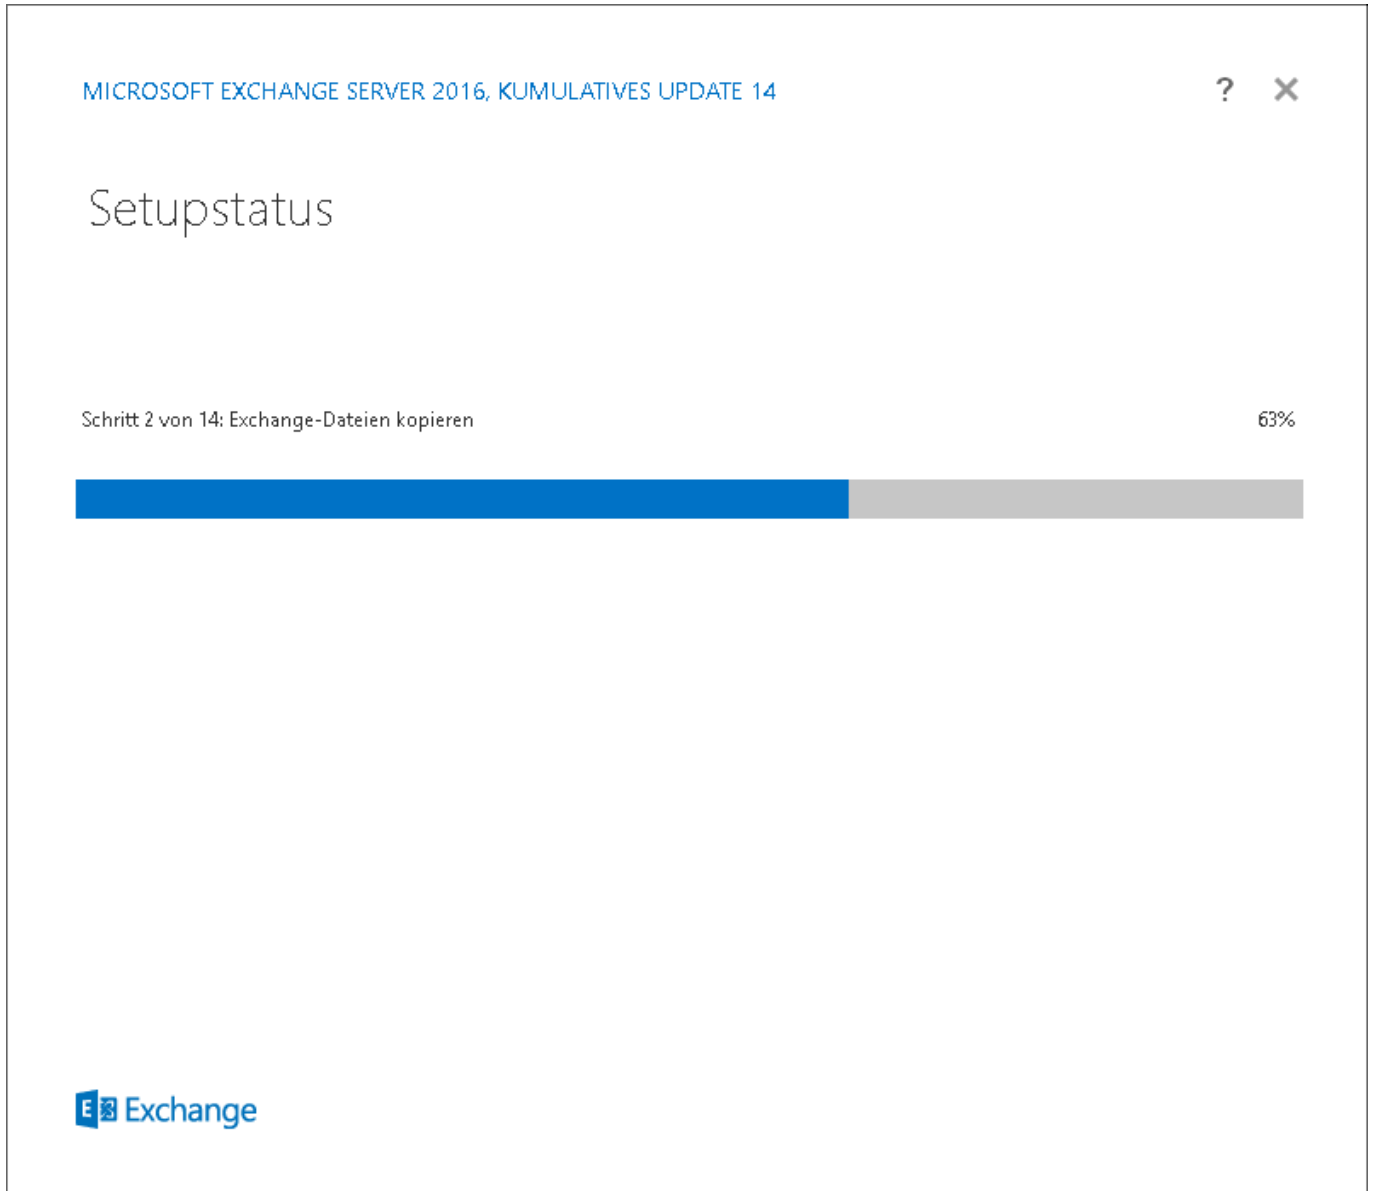 MICROSOFT EXCHANGE SERVER 2016, KUMULATIVES UPDATE 14
?
Setupstatus
Schritt 2 von 14: Exchange-Dateien kopieren 63%
Exchange